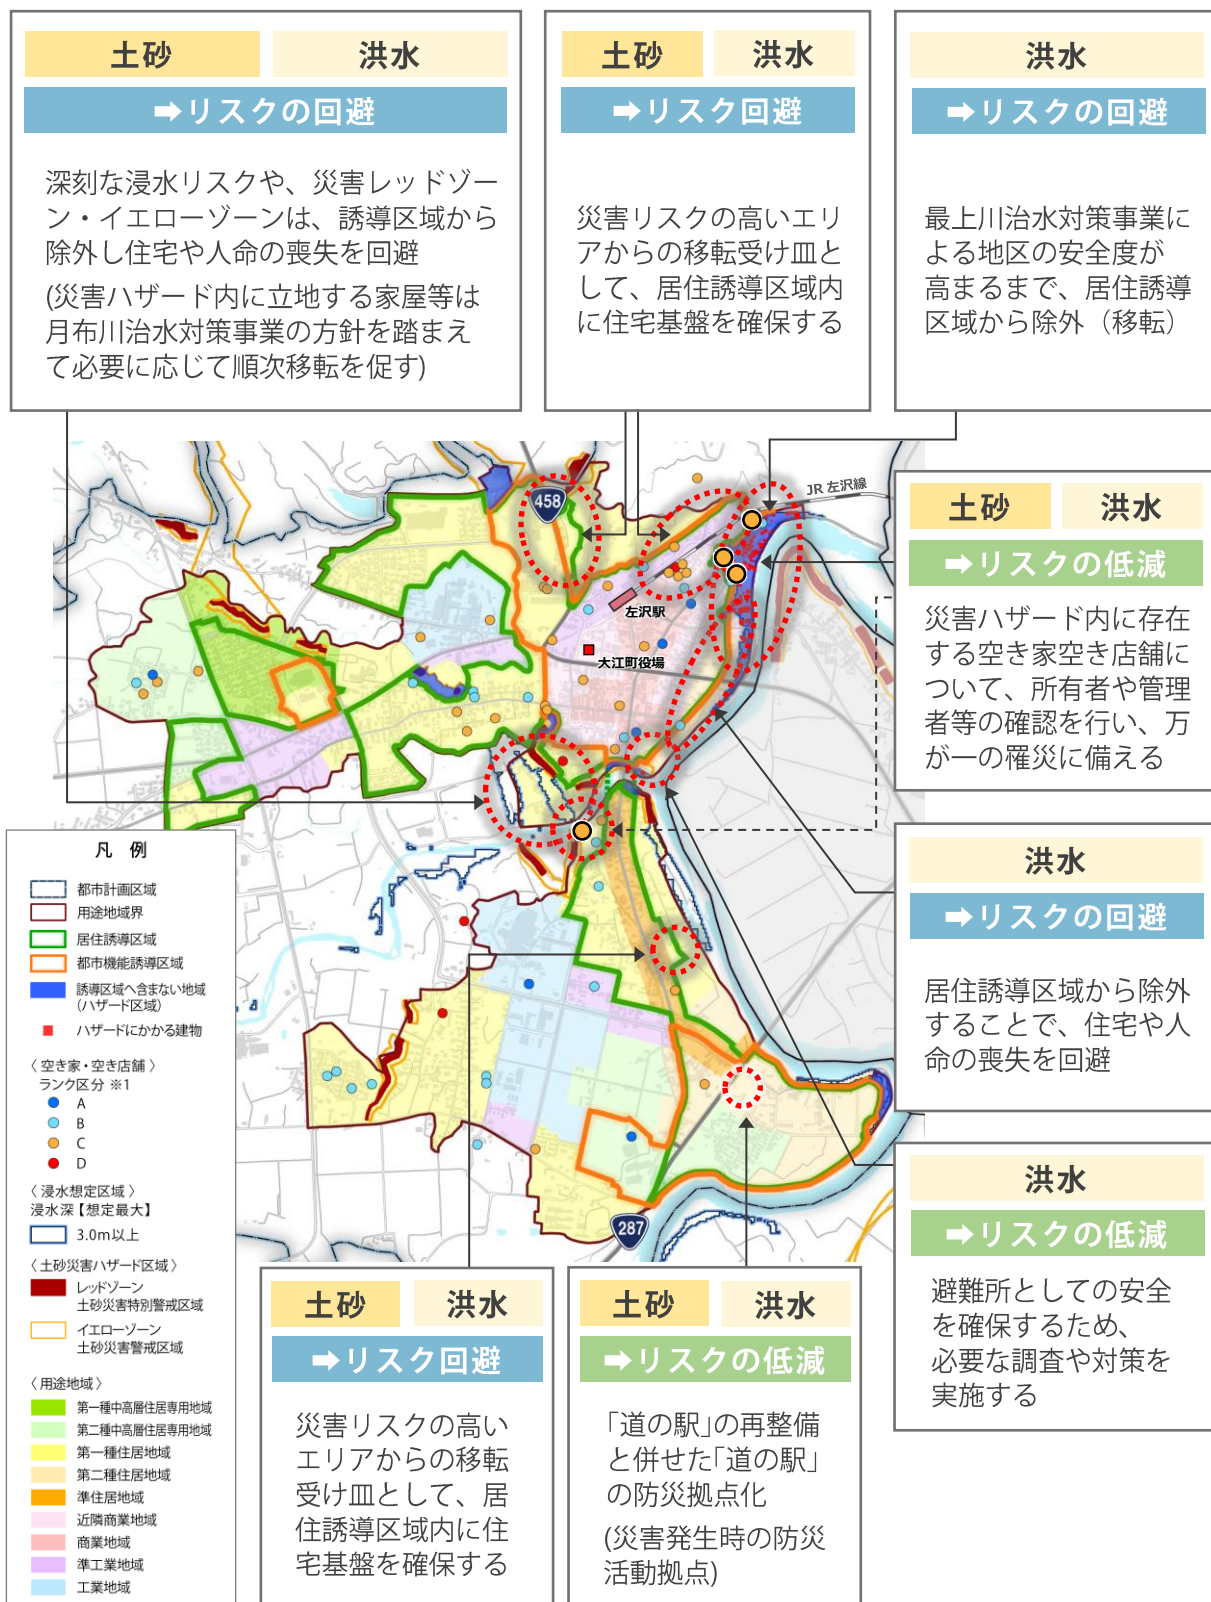 土砂 洪水
➡リスクの回避
深刻な浸水リスクや、災害レッドゾー
ン・イエローゾーンは、誘導区域から
除外し住宅や人命の喪失を回避
(災害ハザード内に立地する家屋等は
月布川治水対策事業の方針を踏まえ
て必要に応じて順次移転を促す)
土砂 洪水
➡リスク回避
災害リスクの高いエリ
アからの移転受け皿と
して、居住誘導区域内
に住宅基盤を確保する
洪水
➡リスクの回避
最上川治水対策事業に
よる地区の安全度が
高まるまで、居住誘導
区域から除外（移転）
土砂 洪水
➡リスクの低減
災害ハザード内に存在
する空き家空き店舗に
ついて、所有者や管理
者等の確認を行い、万
が一の罹災に備える
洪水
➡リスクの回避
居住誘導区域から除外
することで、住宅や人
命の喪失を回避
洪水
➡リスクの低減
避難所としての安全
を確保するため、
必要な調査や対策を
実施する
土砂 洪水
➡リスク回避
災害リスクの高い
エリアからの移転
受け皿として、居
住誘導区域内に住
宅基盤を確保する
土砂 洪水
➡リスクの低減
「道の駅」の再整備
と併せた「道の駅」
の防災拠点化
(災害発生時の防災
活動拠点)
458
JR 左沢線
左沢駅
大江町役場
287
凡 例
都市計画区域
用途地域界
居住誘導区域
都市機能誘導区域
誘導区域へ含まない地域
（ハザード区域）
ハザードにかかる建物
〈 空き家・空き店舗 〉
ランク区分 ※1
A
B
C
D
〈 浸水想定区域 〉
浸水深【想定最大】
3.0m以上
〈 土砂災害ハザード区域 〉
レッドゾーン
土砂災害特別警戒区域
イエローゾーン
土砂災害警戒区域
〈 用途地域 〉
第一種中高層住居専用地域
第二種中高層住居専用地域
第一種住居地域
第二種住居地域
準住居地域
近隣商業地域
商業地域
準工業地域
工業地域